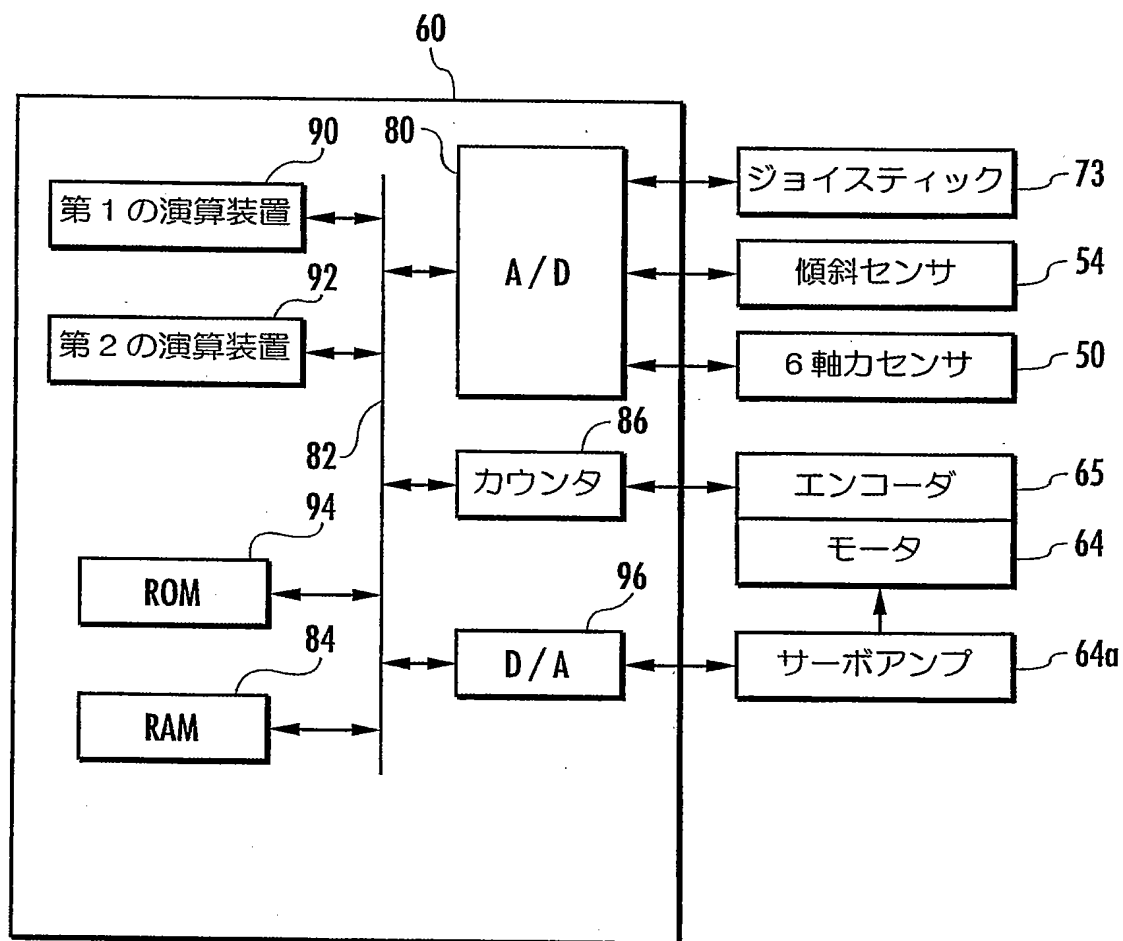 60
90
第1の演算装置
92
第2の演算装置
82
94
ROM
84
RAM
80
A/D
86
カウンタ
96
D/A
ジョイスティック
73
傾斜センサ
54
6軸力センサ
50
エンコーダ
65
モータ
64
サーボアンプ
64a